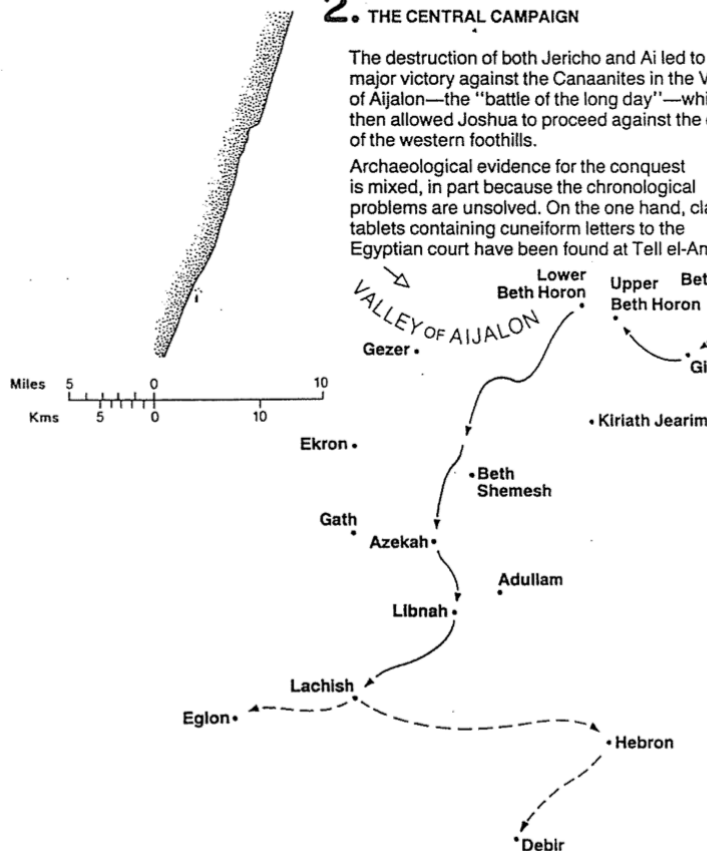 2. THE CENTRAL CAMPAIGN
The destruction of both Jericho and Ai led to
major victory against the Canaanites in the V
of Aijalon—the "battle of the long day"—whi
then allowed Joshua to proceed against the
of the western foothills.
Archaeological evidence for the conquest
is mixed, in part because the chronological
problems are unsolved. On the one hand, cla
tablets containing cuneiform letters to the
Egyptian court have been found at Tell el-Am
Lower
Beth Horon
Upper
Beth Horon
Bet
VALLEY OF AIJALON
Gezer
Gi
Miles 5 0 10
Kms 5 0 10
Kiriath Jearim
Ekron
Beth
Shemesh
Gath
Azekah
Adullam
Libnah
Lachish
Eglon
Hebron
Debir